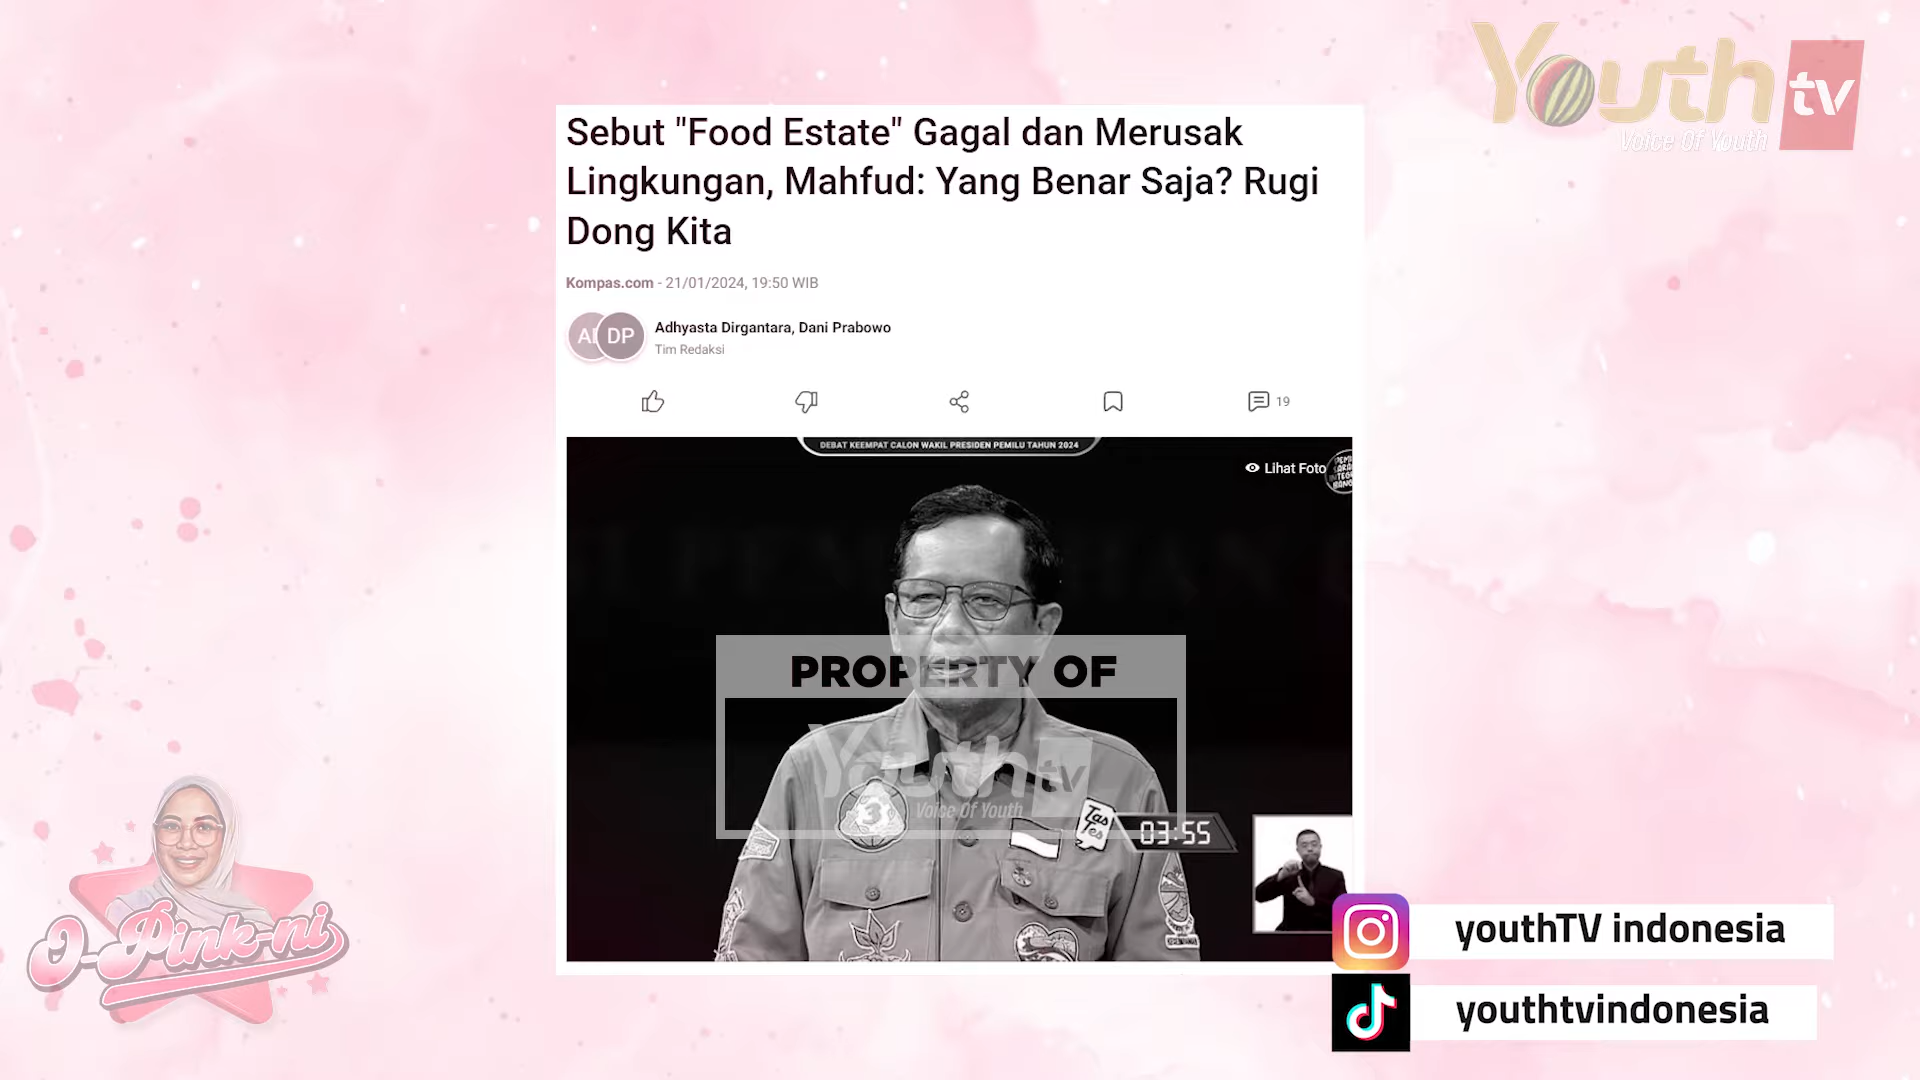 Youth tv
Voice Of Youth
Sebut "Food Estate" Gagal dan Merusak
Lingkungan, Mahfud: Yang Benar Saja? Rugi
Dong Kita
Kompas.com - 21/01/2024, 19:50 WIB
DP
Adhyasta Dirgantara, Dani Prabowo
Tim Redaksi
19
DEBAT KEEMPAT CALON WAKIL PRESIDEN PEMILU TAHUN 2024
Lihat Foto
PROPERTY OF
Youth tv
Voice Of Youth
3
Tas
Tes
03:55
O-Pink-ni
youthTV indonesia
youthtvindonesia